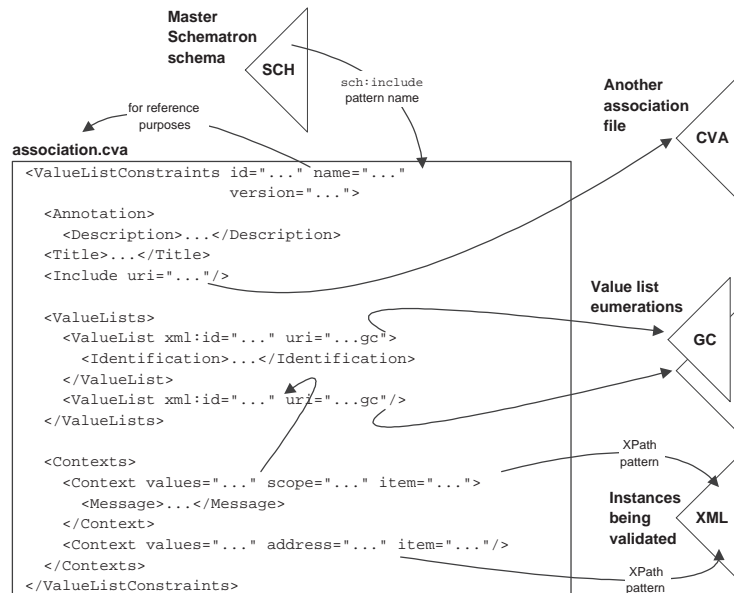 Master
Schematron
schema
SCH
sch:include
pattern name
for reference
purposes
Another
association
file
CVA
association.cva
<ValueListConstraints id="..." name="..."
version="...">
<Annotation>
<Description>...</Description>
<Title>...</Title>
<Include uri="..."/>
Value list
eumerations
GC
<ValueLists>
<ValueList xml:id="..." uri="...gc">
<Identification>...</Identification>
</ValueList>
<ValueList xml:id="..." uri="...gc"/>
</ValueLists>
<Contexts>
<Context values="..." scope="..." item="...">
<Message>...</Message>
</Context>
<Context values="..." address="..." item="..."/>
</Contexts>
</ValueListConstraints>
XPath
pattern
Instances
being
validated
XML
XPath
pattern